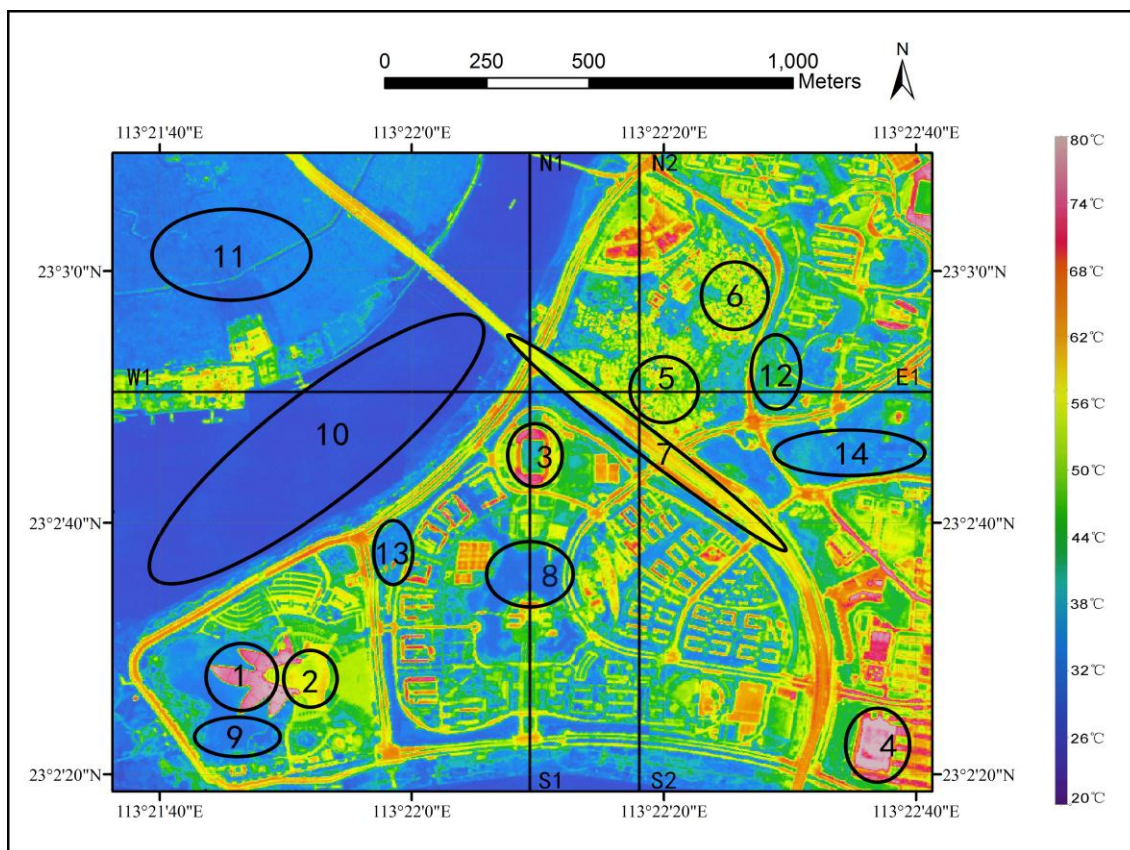 N
0 250 500 1,000
Meters
113°21'40"E 113°22'0"E 113°22'20"E 113°22'40"E
80℃
N1 N2
74℃
11
23°3'0"N 23°3'0"N
68℃
6
62℃
W1 5 12 E1
56℃
10 3 7 14
50℃
23°2'40"N 23°2'40"N
13
44℃
8
38℃
1 2
32℃
9 4
26℃
23°2'20"N S1 S2 23°2'20"N
20℃
113°21'40"E 113°22'0"E 113°22'20"E 113°22'40"E